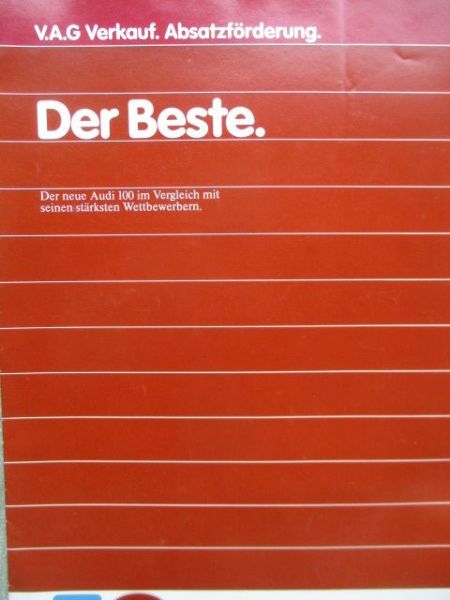 V.A.G Verkauf. Absatzförderung.
Der Beste.
Der neue Audi 100 im Vergleich mit
seinen stärksten Wettbewerbern.